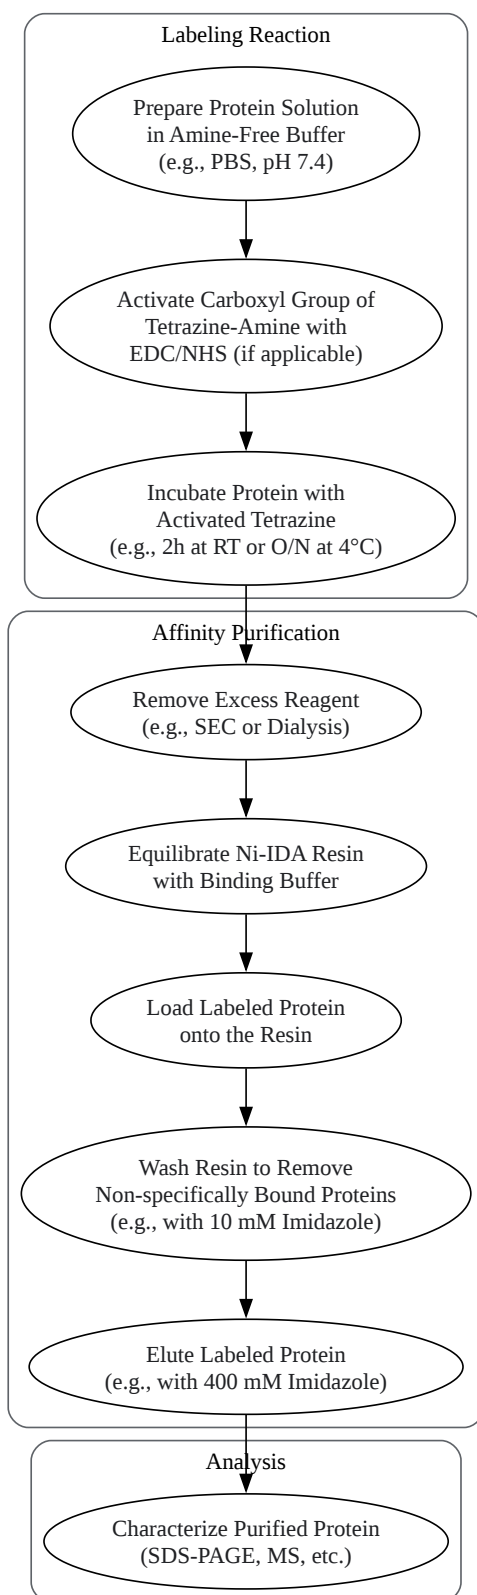 Labeling Reaction
Prepare Protein Solution
in Amine-Free Buffer
(e.g., PBS, pH 7.4)
Activate Carboxyl Group of
Tetrazine-Amine with
EDC/NHS (if applicable)
Incubate Protein with
Activated Tetrazine
(e.g., 2h at RT or O/N at 4°C)
Affinity Purification
Remove Excess Reagent
(e.g., SEC or Dialysis)
Equilibrate Ni-IDA Resin
with Binding Buffer
Load Labeled Protein
onto the Resin
Wash Resin to Remove
Non-specifically Bound Proteins
(e.g., with 10 mM Imidazole)
Elute Labeled Protein
(e.g., with 400 mM Imidazole)
Analysis
Characterize Purified Protein
(SDS-PAGE, MS, etc.)